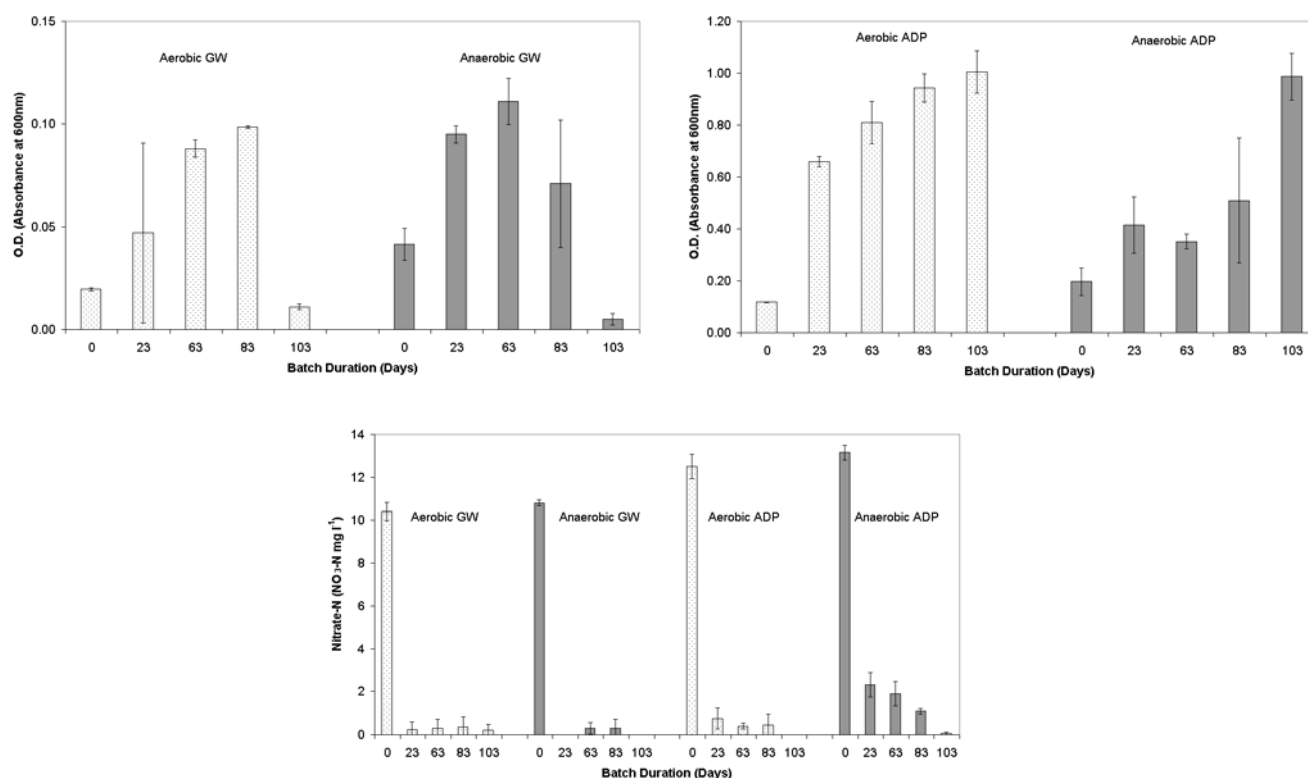 0.15
0.10
0.05
0.00
O.D. (Absorbance at 600nm)
Aerobic GW
Anaerobic GW
0 23 63 83 103 0 23 63 83 103
Batch Duration (Days)
1.20
1.00
0.80
0.60
0.40
0.20
0.00
O.D. (Absorbance at 600nm)
Aerobic ADP
Anaerobic ADP
0 23 63 83 103 0 23 63 83 103
Batch Duration (Days)
14
12
10
8
6
4
2
0
Nitrate-N (NO3-N mg l-1)
Aerobic GW
Anaerobic GW
Aerobic ADP
Anaerobic ADP
0 23 63 83 103 0 23 63 83 103 0 23 63 83 103 0 23 63 83 103
Batch Duration (Days)